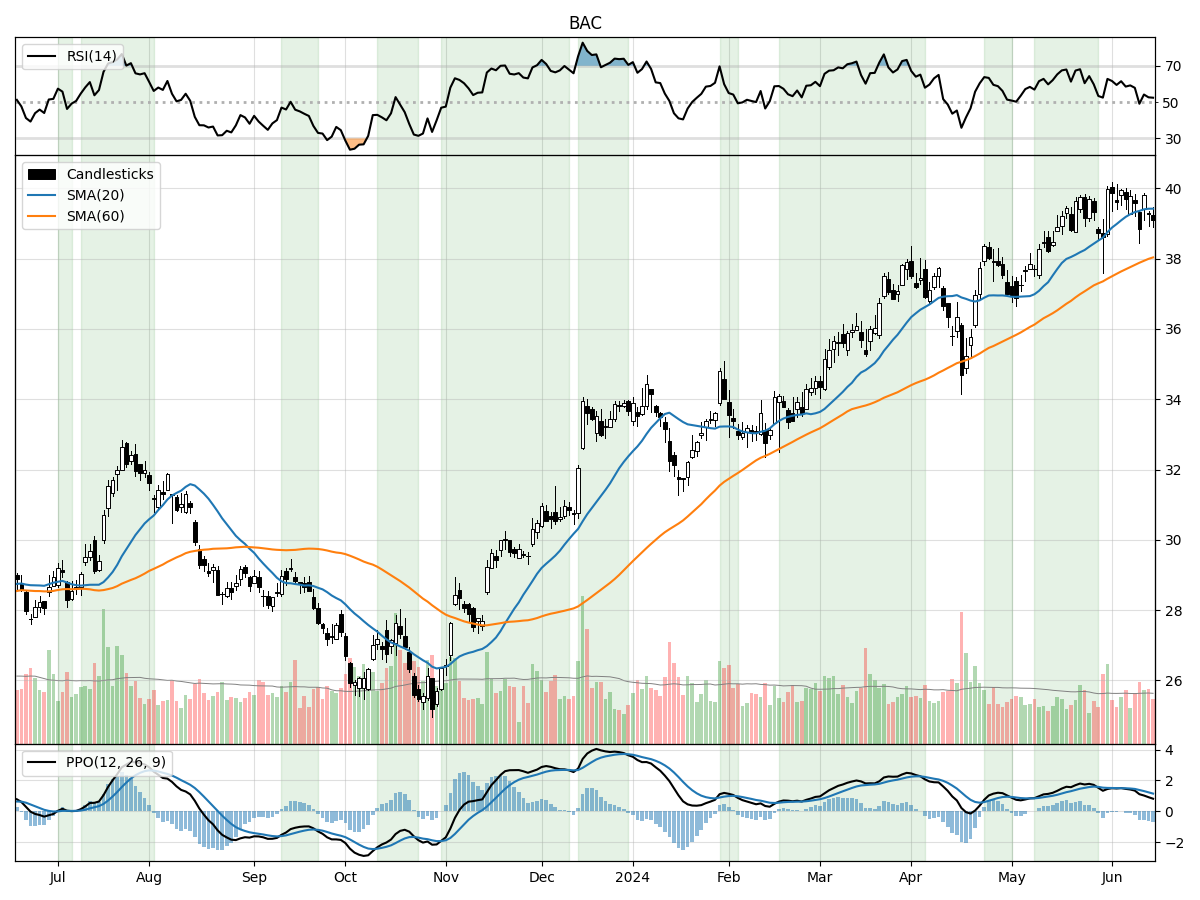 BAC
RSI(14)
70
50
30
Candlesticks
SMA(20)
SMA(60)
40
38
36
34
32
30
28
26
PPO(12, 26, 9)
4
2
0
−2
Jul Aug Sep Oct Nov Dec 2024 Feb Mar Apr May Jun